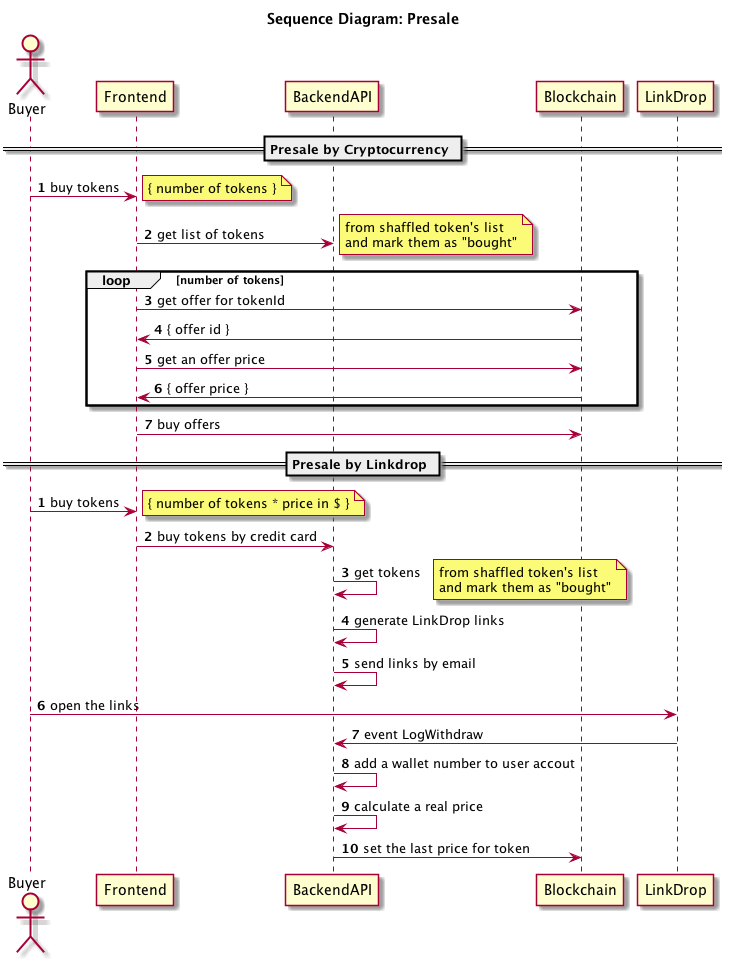 Sequence Diagram: Presale
Buyer
Frontend
BackendAPI
Blockchain
LinkDrop
Presale by Cryptocurrency
1 buy tokens
{ number of tokens }
2 get list of tokens
from shaffled token's list
and mark them as "bought"
loop
[number of tokens]
3 get offer for tokenId
4 { offer id }
5 get an offer price
6 { offer price }
7 buy offers
Presale by Linkdrop
1 buy tokens
{ number of tokens * price in $ }
2 buy tokens by credit card
3 get tokens
from shaffled token's list
and mark them as "bought"
4 generate LinkDrop links
5 send links by email
6 open the links
7 event LogWithdraw
8 add a wallet number to user accout
9 calculate a real price
10 set the last price for token
Buyer
Frontend
BackendAPI
Blockchain
LinkDrop